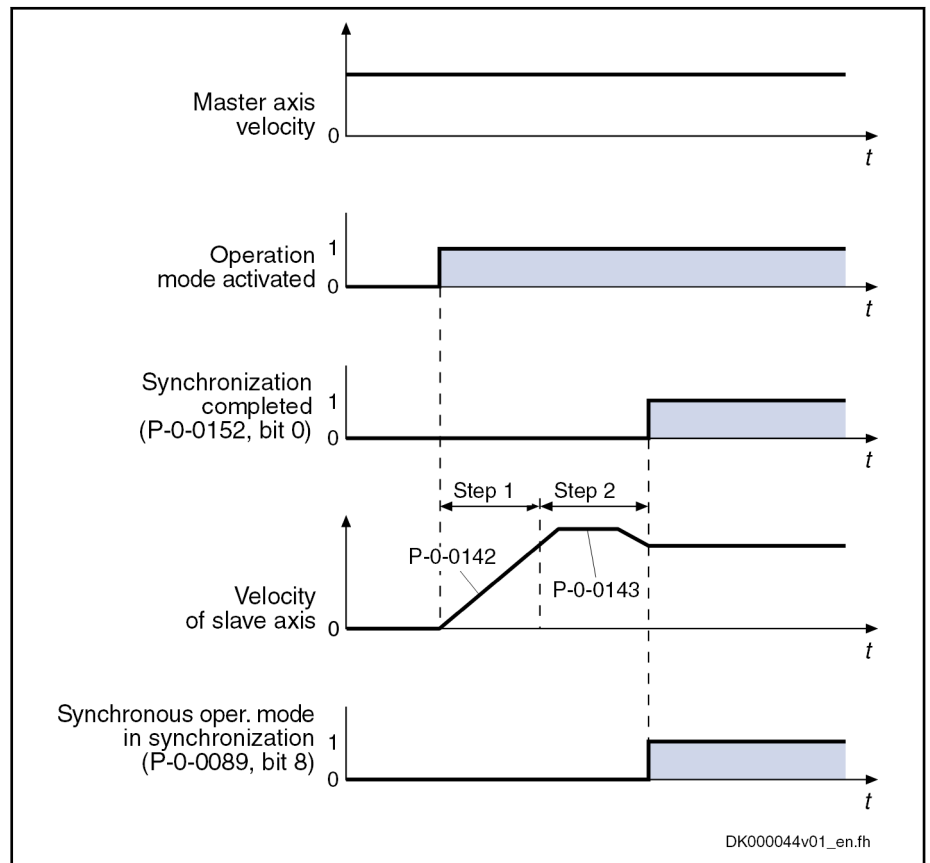 Master axis
velocity
0
t
Operation
mode activated
1
0
t
Synchronization
completed
(P-0-0152, bit 0)
1
0
t
Step 1
Step 2
P-0-0142
P-0-0143
Velocity
of slave axis
0
t
Synchronous oper. mode
in synchronization
(P-0-0089, bit 8)
1
0
t
DK000044v01_en.fh